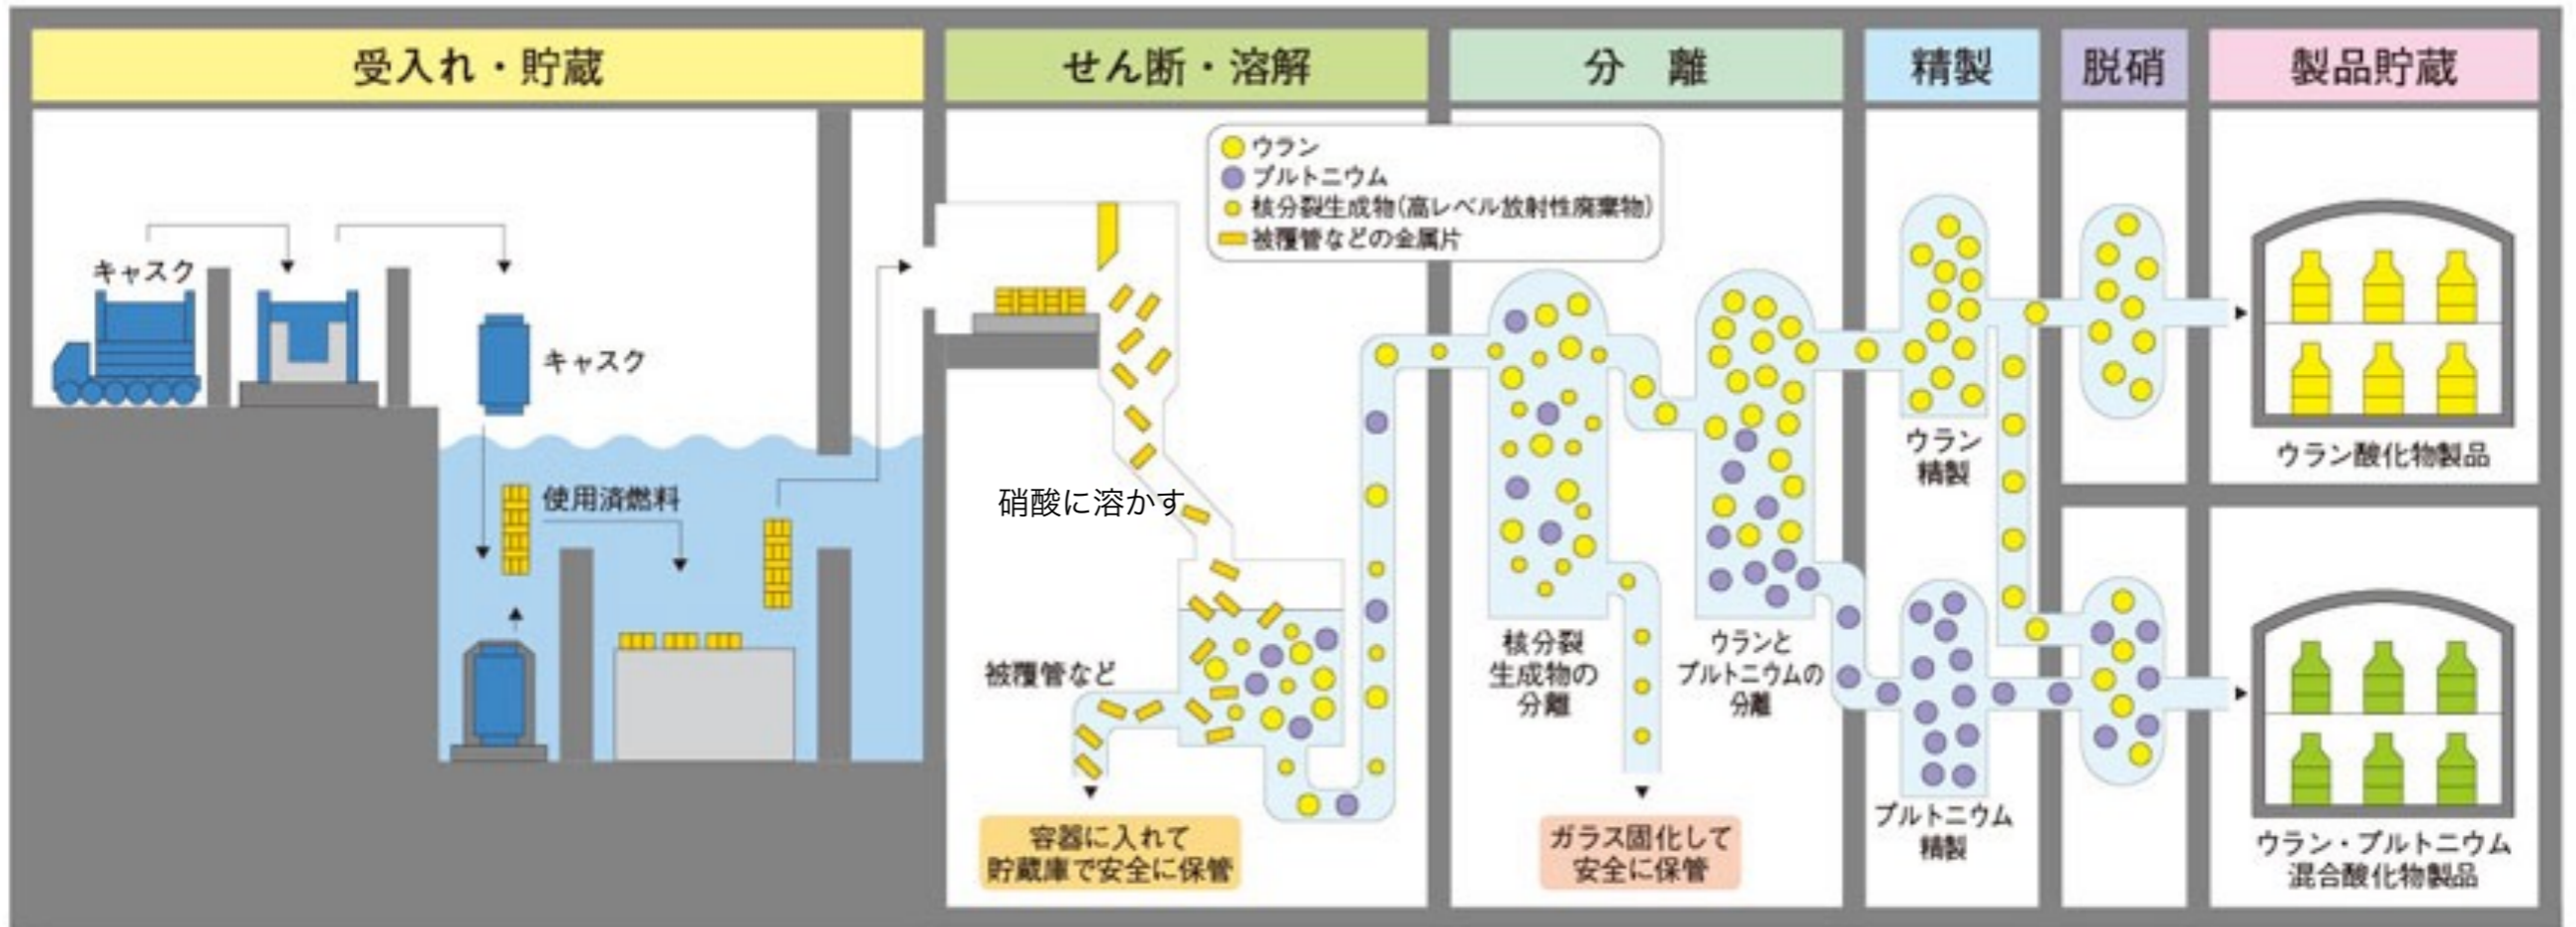 受入れ・貯蔵
せん断・溶解
分 離
精製
脱硝
製品貯蔵
ウラン
プルトニウム
核分裂生成物(高レベル放射性廃棄物)
被覆管などの金属片
キャスク
キャスク
使用済燃料
硝酸に溶かす
被覆管など
容器に入れて
貯蔵庫で安全に保管
核分裂
生成物の
分離
ガラス固化して
安全に保管
ウランと
プルトニウムの
分離
ウラン
精製
プルトニウム
精製
ウラン酸化物製品
ウラン・プルトニウム
混合酸化物製品